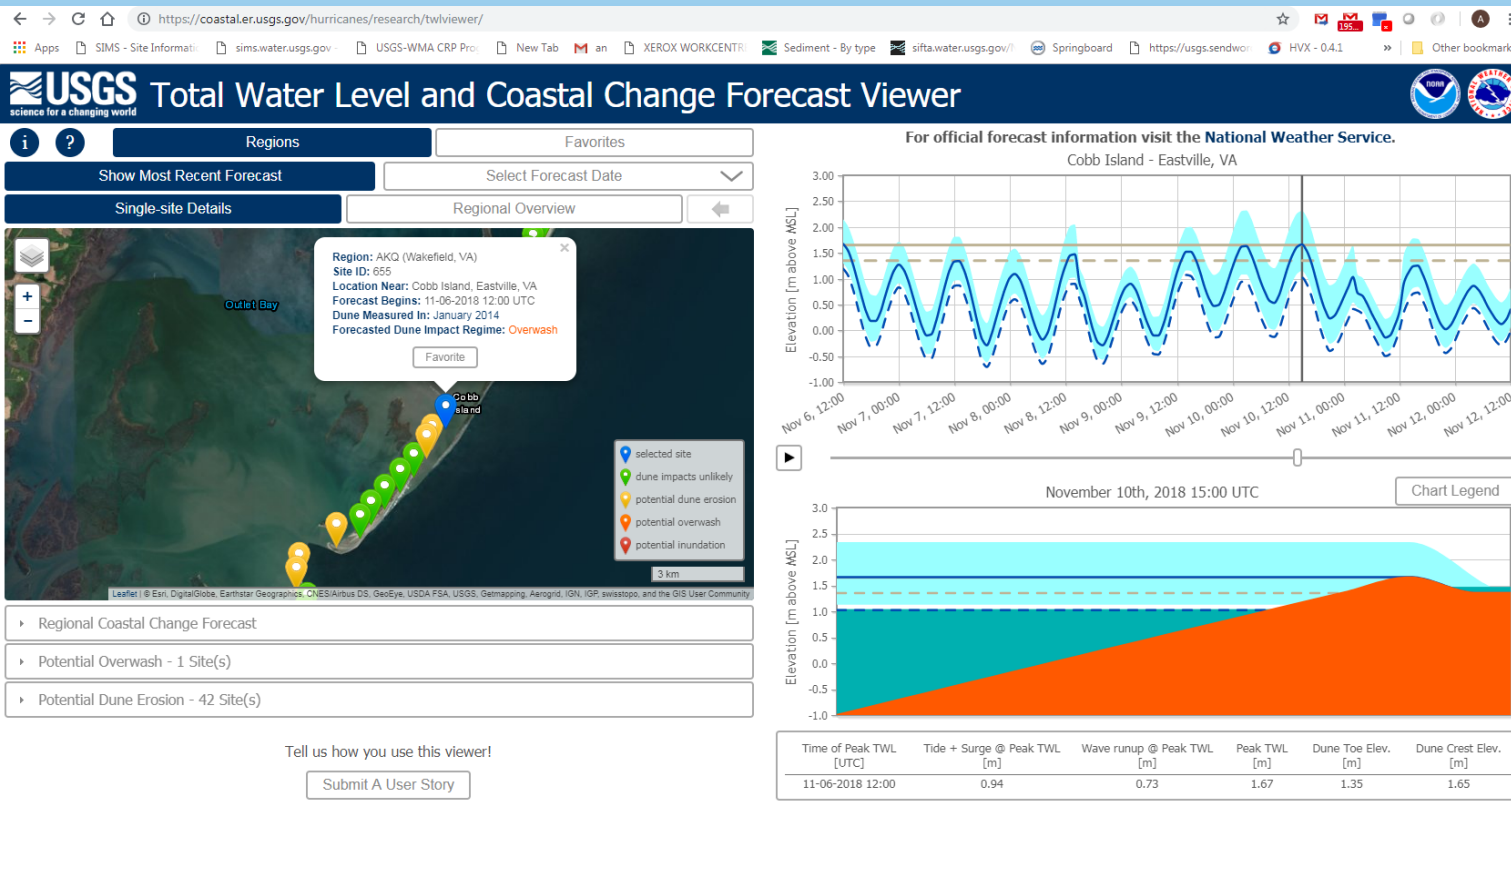 https://coastal.er.usgs.gov/hurricanes/research/twlviewer/
A
195...
Apps SIMS - Site Informati sims.water.usgs.gov - USGS-WMA CRP Pro New Tab an XEROX WORKCENTR Sediment - By type sifta.water.usgs.gov/ Springboard https://usgs.sendwor HVX - 0.4.1 » Other bookmark
USGS
science for a changing world
Total Water Level and Coastal Change Forecast Viewer
NOAA
i ? Regions Favorites
Show Most Recent Forecast Select Forecast Date
Single-site Details Regional Overview
Region: AKQ (Wakefield, VA)
Site ID: 655
Location Near: Cobb Island, Eastville, VA
Forecast Begins: 11-06-2018 12:00 UTC
Dune Measured In: January 2014
Forecasted Dune Impact Regime: Overwash
Favorite
+
−
Outlet Bay
Cobb
Island
selected site
dune impacts unlikely
potential dune erosion
potential overwash
potential inundation
3 km
Leaflet | © Esri, DigitalGlobe, Earthstar Geographics, CNES/Airbus DS, GeoEye, USDA FSA, USGS, Getmapping, Aerogrid, IGN, IGP, swisstopo, and the GIS User Community
Regional Coastal Change Forecast
Potential Overwash - 1 Site(s)
Potential Dune Erosion - 42 Site(s)
Tell us how you use this viewer!
Submit A User Story
For official forecast information visit the National Weather Service.
Cobb Island - Eastville, VA
Elevation [m above MSL]
3.00
2.50
2.00
1.50
1.00
0.50
0.00
-0.50
-1.00
Nov 6, 12:00 Nov 7, 00:00 Nov 7, 12:00 Nov 8, 00:00 Nov 8, 12:00 Nov 9, 00:00 Nov 9, 12:00 Nov 10, 00:00 Nov 10, 12:00 Nov 11, 00:00 Nov 11, 12:00 Nov 12, 00:00 Nov 12, 12:00
November 10th, 2018 15:00 UTC
Chart Legend
Elevation [m above MSL]
3.0
2.5
2.0
1.5
1.0
0.5
0.0
-0.5
-1.0
Time of Peak TWL Tide + Surge @ Peak TWL Wave runup @ Peak TWL Peak TWL Dune Toe Elev. Dune Crest Elev.
[UTC] [m] [m] [m] [m] [m]
11-06-2018 12:00 0.94 0.73 1.67 1.35 1.65